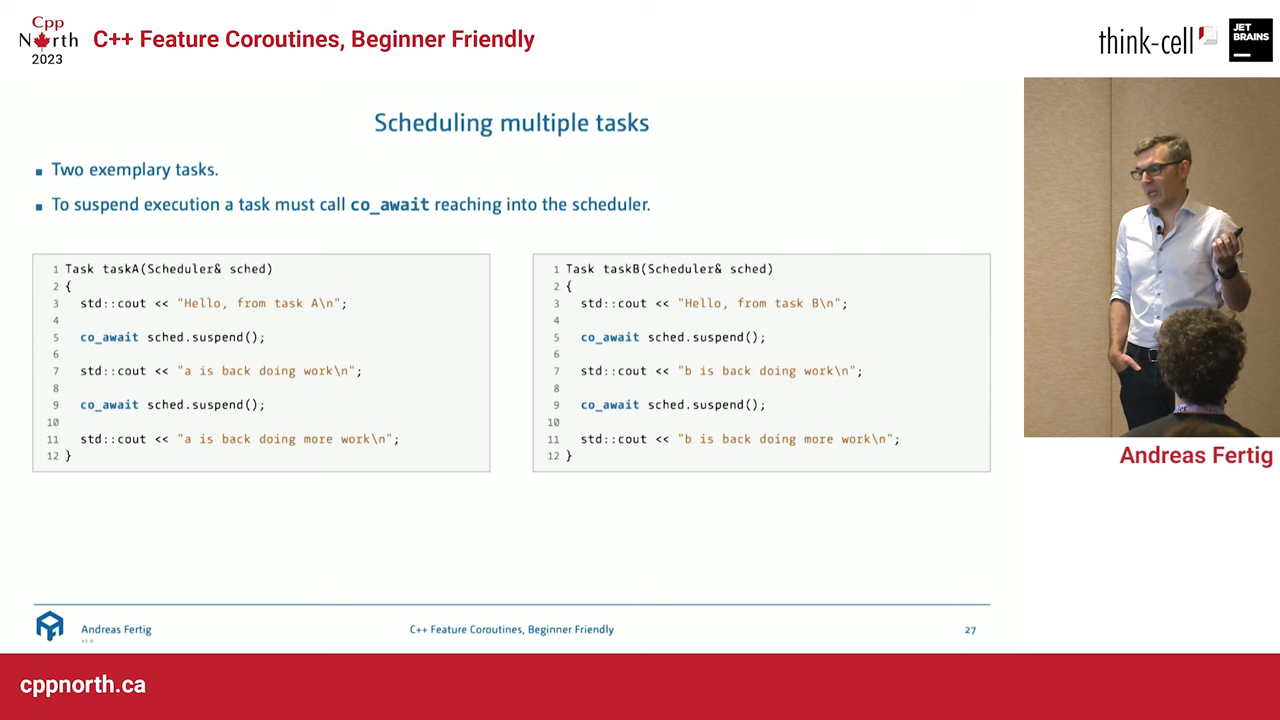 Cpp
North
2023
C++ Feature Coroutines, Beginner Friendly
think-cell
JET
BRAINS
Scheduling multiple tasks
Two exemplary tasks.
To suspend execution a task must call co_await reaching into the scheduler.
1 Task taskA(Scheduler& sched)
2 {
3 std::cout << "Hello, from task A\n";
4
5 co_await sched.suspend();
6
7 std::cout << "a is back doing work\n";
8
9 co_await sched.suspend();
10
11 std::cout << "a is back doing more work\n";
12 }
1 Task taskB(Scheduler& sched)
2 {
3 std::cout << "Hello, from task B\n";
4
5 co_await sched.suspend();
6
7 std::cout << "b is back doing work\n";
8
9 co_await sched.suspend();
10
11 std::cout << "b is back doing more work\n";
12 }
Andreas Fertig
Andreas Fertig
v1.0
C++ Feature Coroutines, Beginner Friendly
27
cppnorth.ca